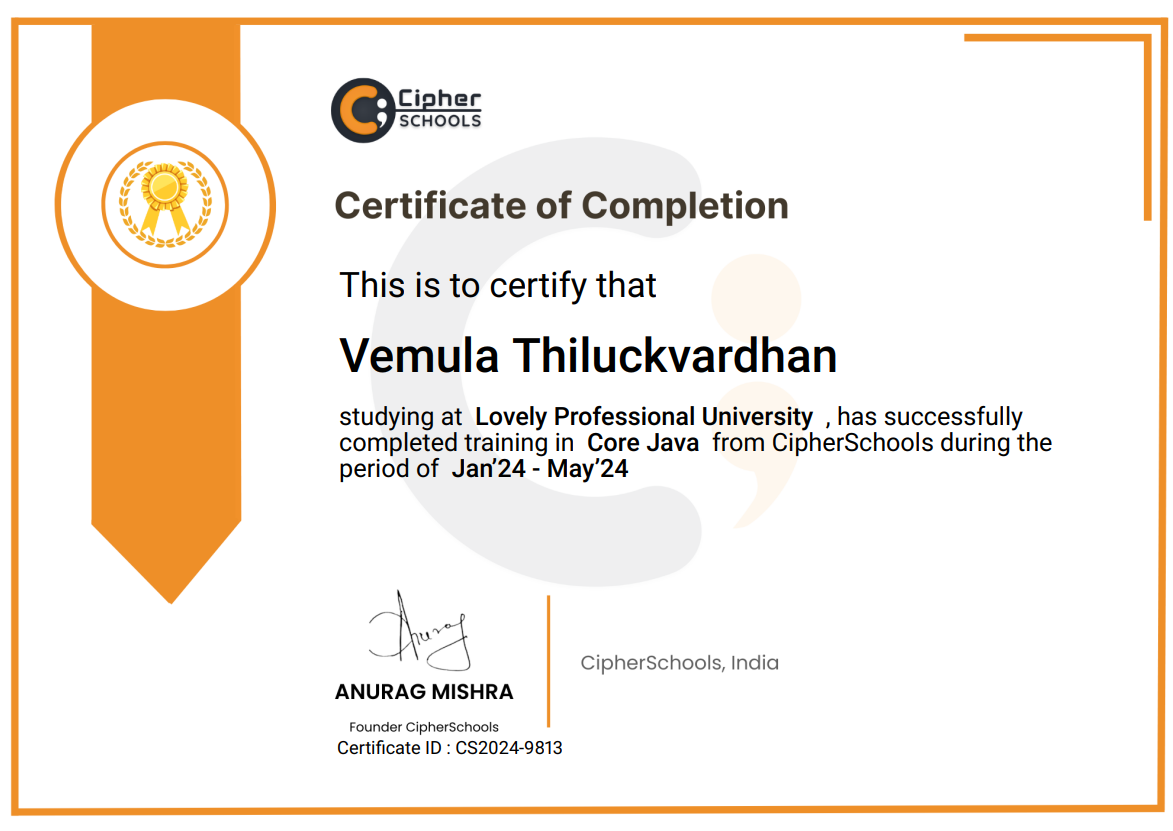 Cipher
SCHOOLS
Certificate of Completion
This is to certify that
Vemula Thiluckvardhan
studying at Lovely Professional University , has successfully
completed training in Core Java from CipherSchools during the
period of Jan’24 - May’24
Anurag
ANURAG MISHRA
Founder CipherSchools
Certificate ID : CS2024-9813
CipherSchools, India